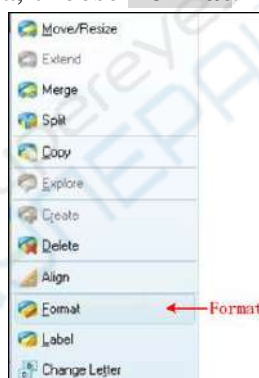 Move/Resize
Extend
Merge
Split
Copy
Explore
Create
Delete
Align
Format
Format
Label
Change Letter